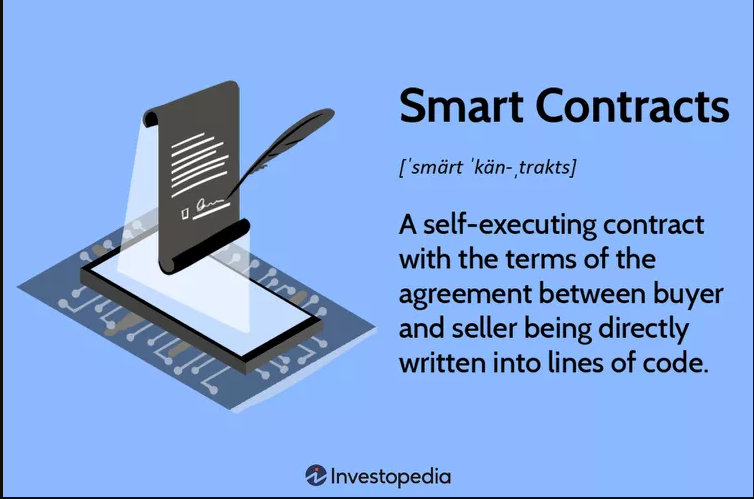 Smart Contracts
[ˈsmärt ˈkän-ˌtrakts]
A self-executing contract
with the terms of the
agreement between buyer
and seller being directly
written into lines of code.
Investopedia